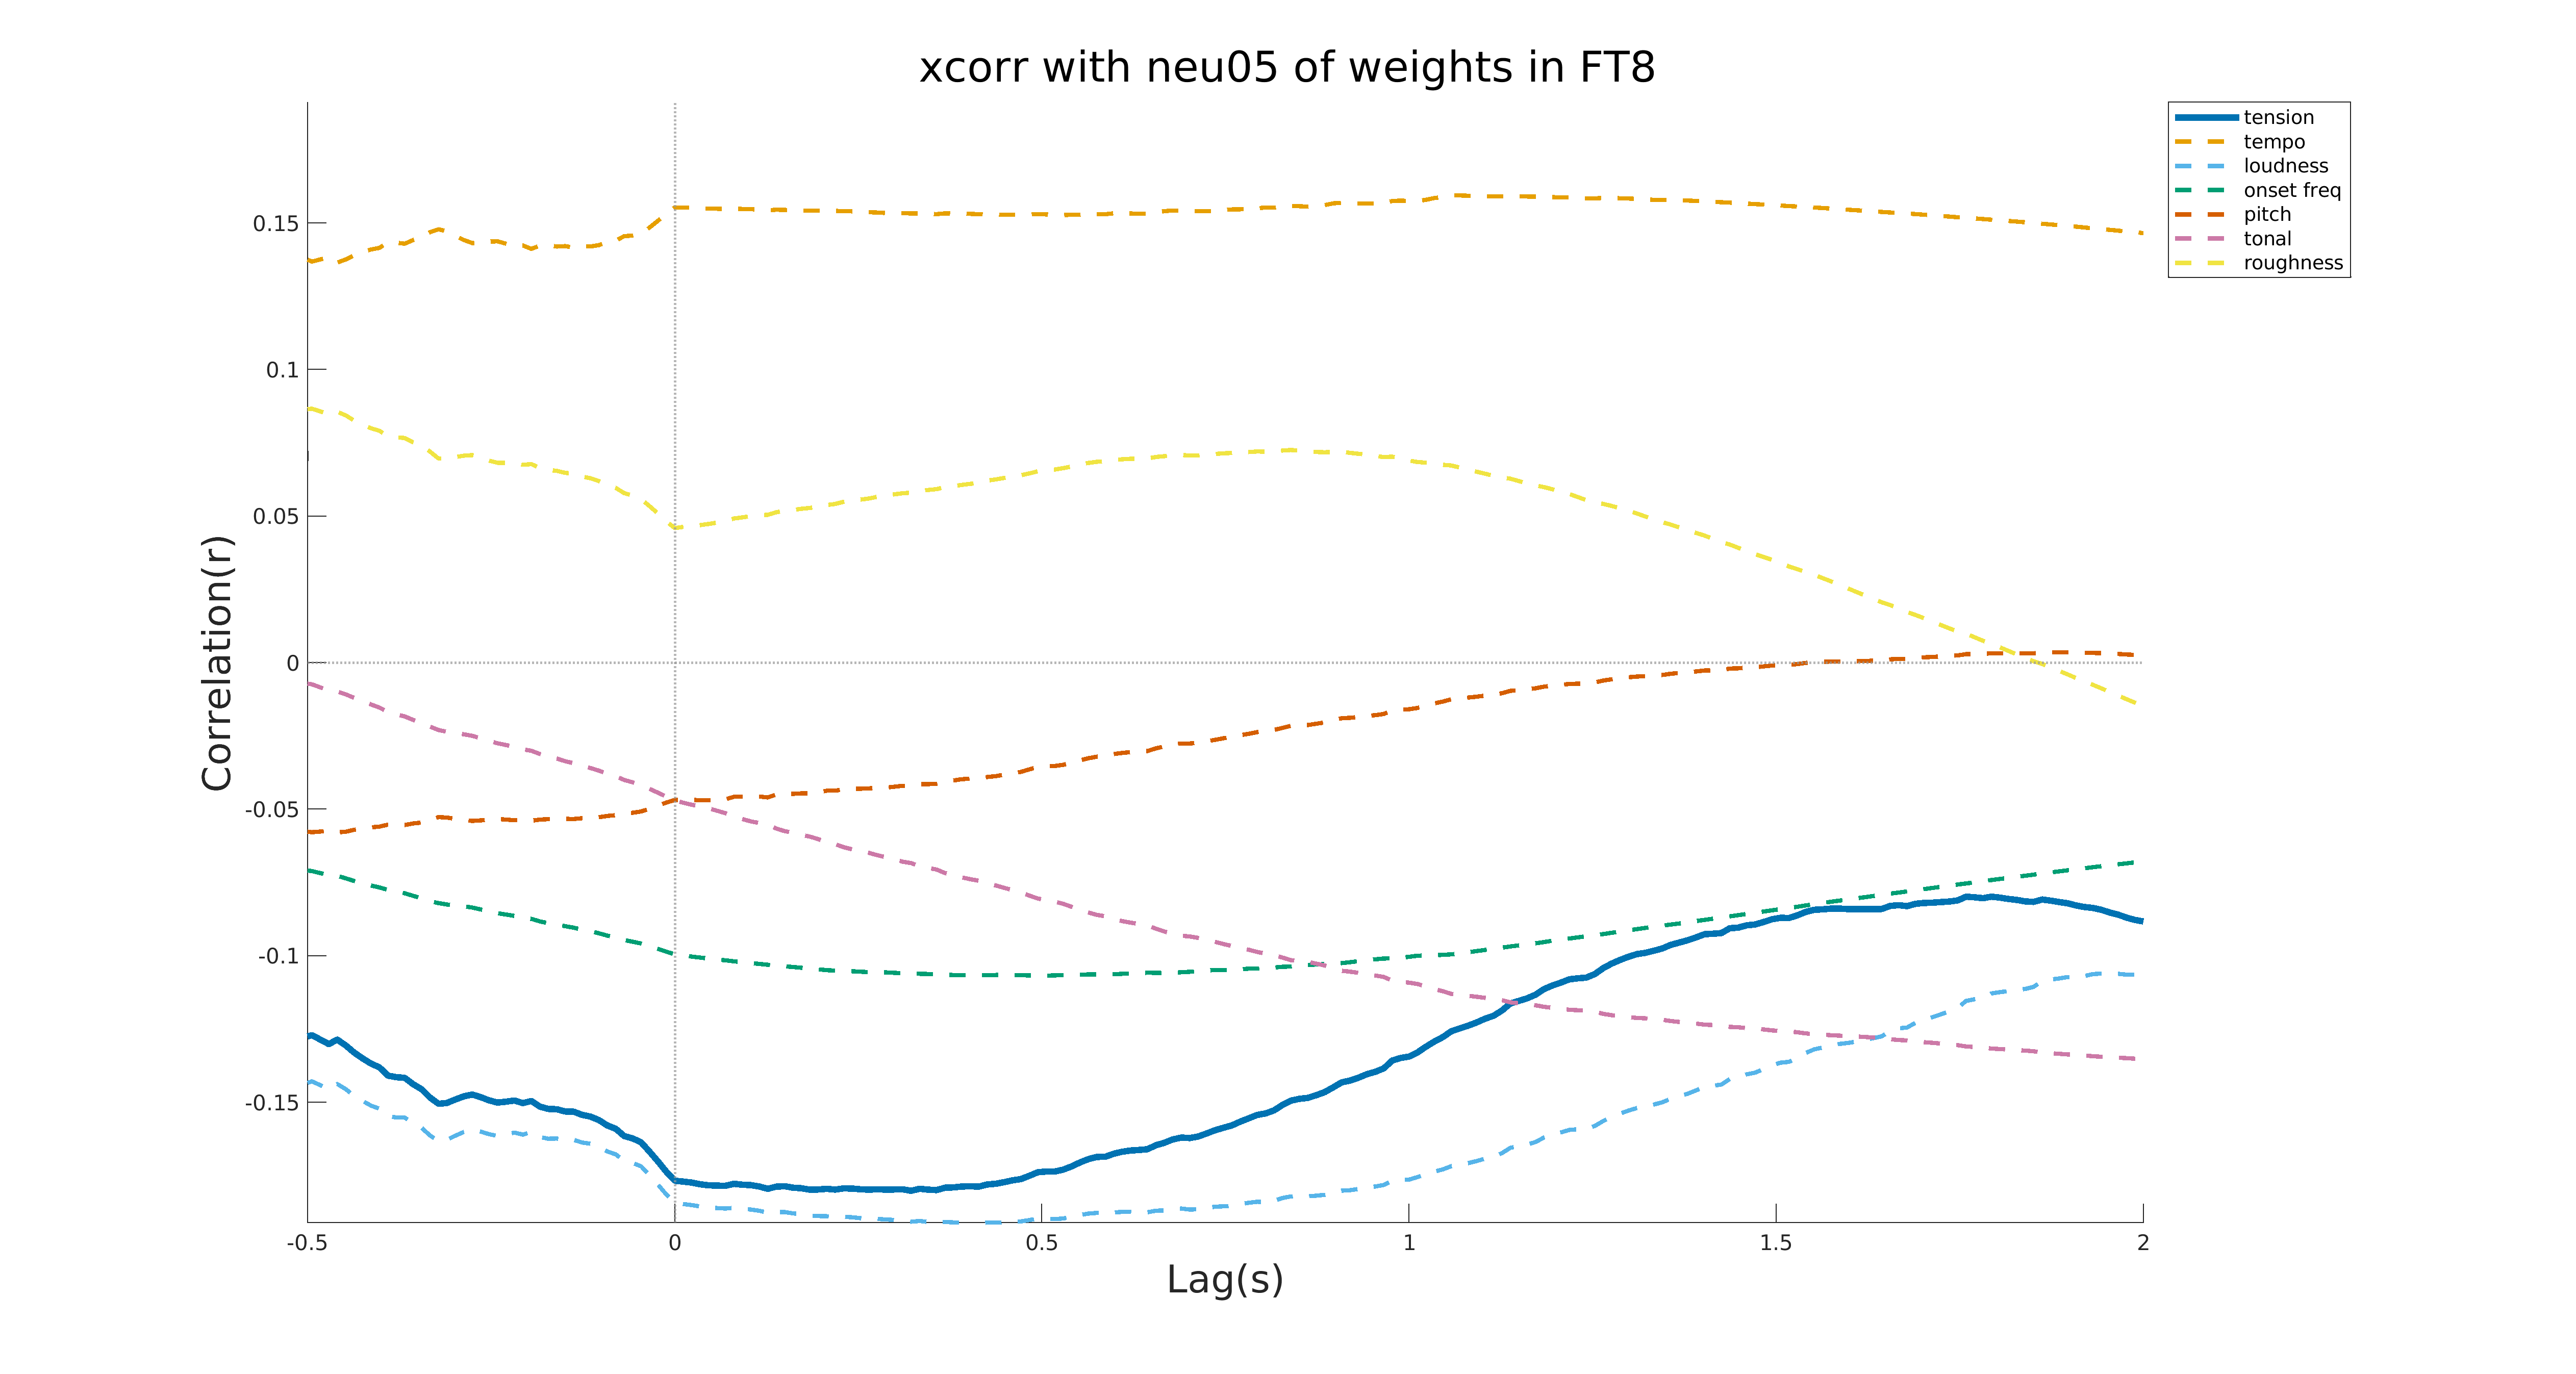 xcorr with neu05 of weights in FT8
tension
tempo
loudness
onset freq
pitch
tonal
roughness
0.15
0.1
0.05
0
-0.05
-0.1
-0.15
Correlation(r)
-0.5 0 0.5 1 1.5 2
Lag(s)